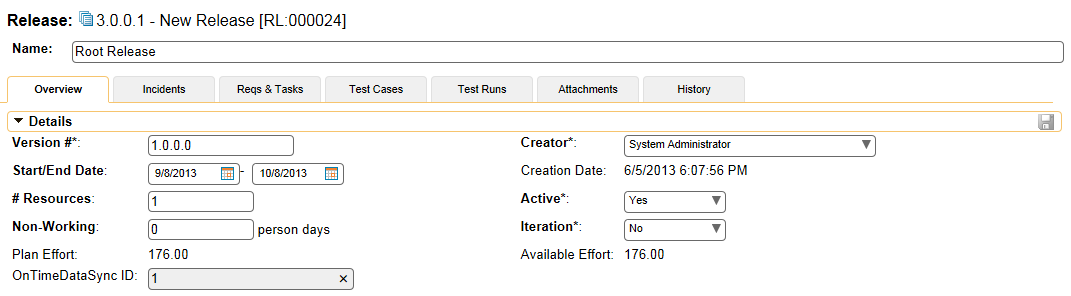 Release: 3.0.0.1 - New Release [RL:000024]
Name: Root Release
Overview Incidents Reqs & Tasks Test Cases Test Runs Attachments History
Details
Version #*: 1.0.0.0 Creator*: System Administrator
Start/End Date: 9/8/2013 - 10/8/2013 Creation Date: 6/5/2013 6:07:56 PM
# Resources: 1 Active*: Yes
Non-Working: 0 person days Iteration*: No
Plan Effort: 176.00 Available Effort: 176.00
OnTimeDataSync ID: 1